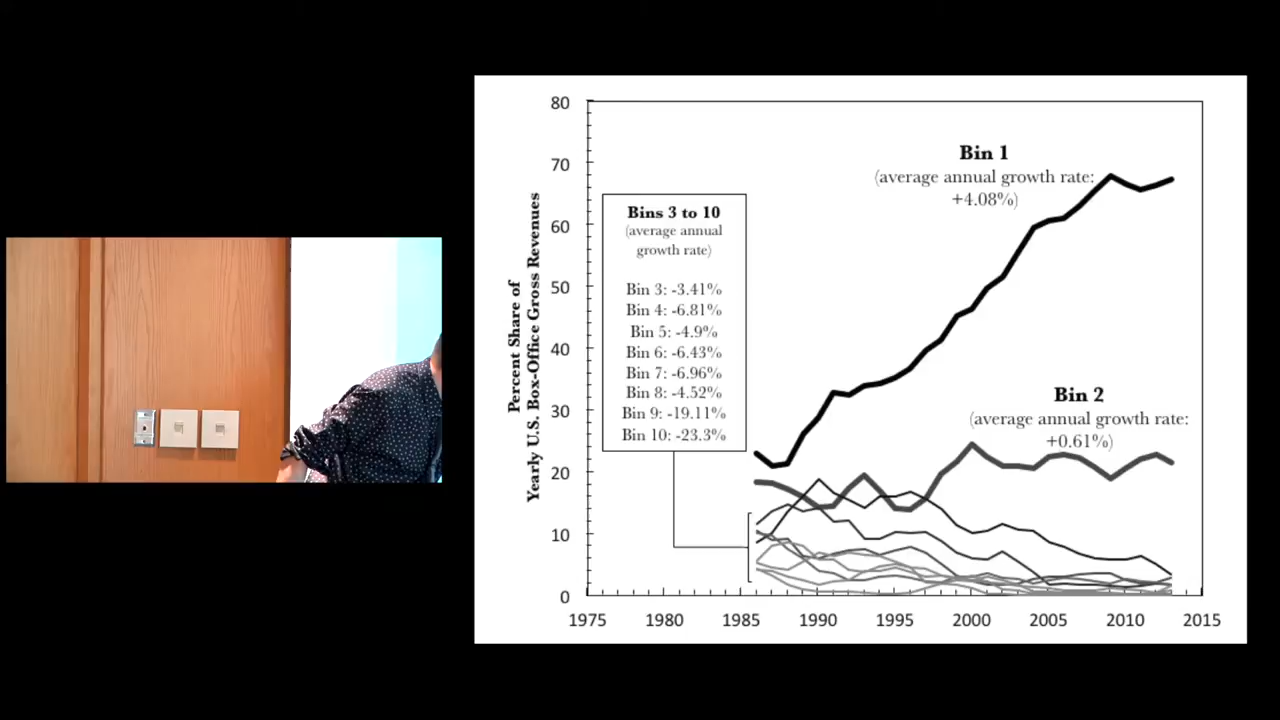 Percent Share of
Yearly U.S. Box-Office Gross Revenues
80
70
60
50
40
30
20
10
0
Bins 3 to 10
(average annual
growth rate)
Bin 3: -3.41%
Bin 4: -6.81%
Bin 5: -4.9%
Bin 6: -6.43%
Bin 7: -6.96%
Bin 8: -4.52%
Bin 9: -19.11%
Bin 10: -23.3%
Bin 1
(average annual growth rate:
+4.08%)
Bin 2
(average annual growth rate:
+0.61%)
1975 1980 1985 1990 1995 2000 2005 2010 2015